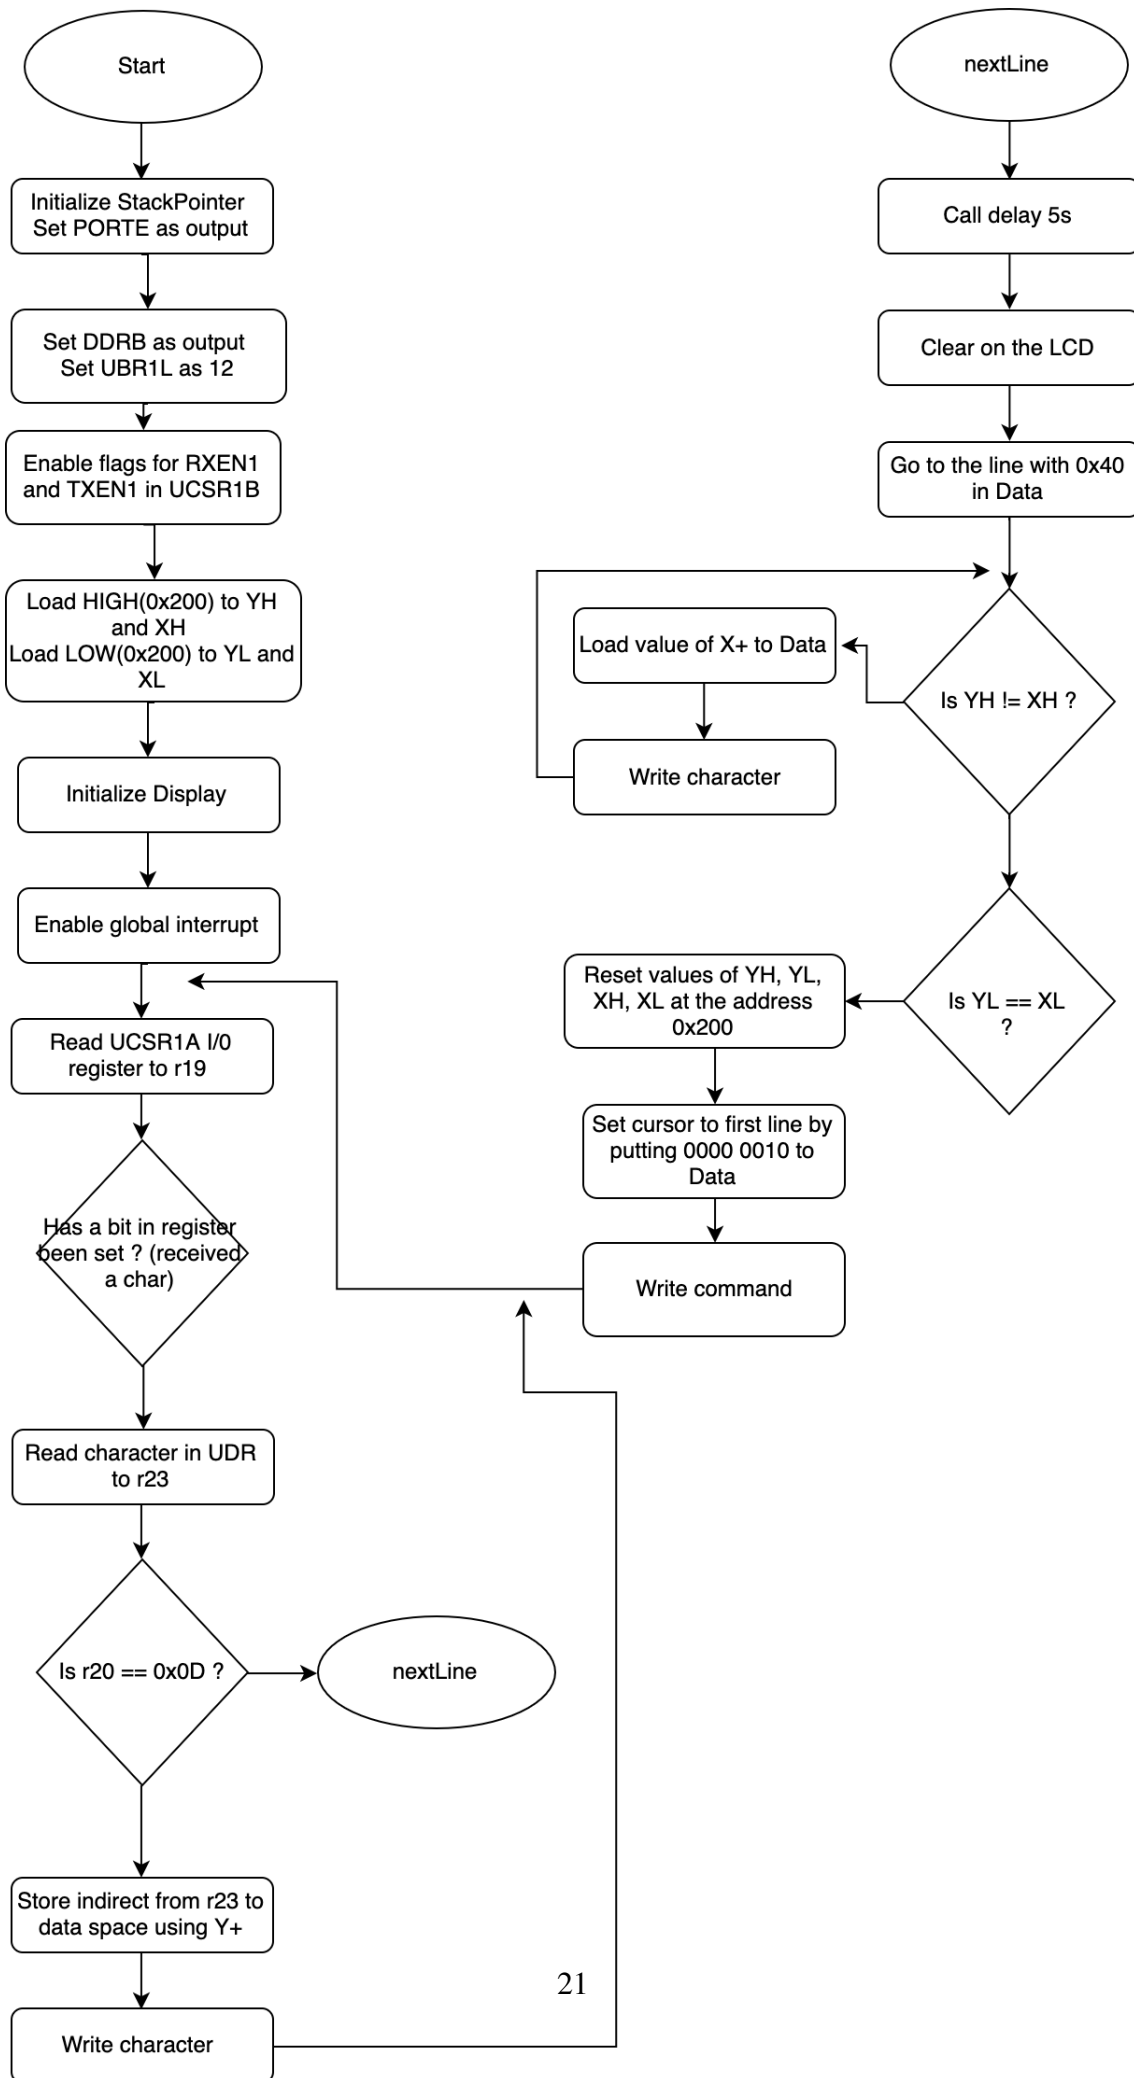 Start
Initialize StackPointer
Set PORTE as output
Set DDRB as output
Set UBR1L as 12
Enable flags for RXEN1
and TXEN1 in UCSR1B
Load HIGH(0x200) to YH
and XH
Load LOW(0x200) to YL and
XL
Initialize Display
Enable global interrupt
Read UCSR1A I/0
register to r19
Has a bit in register
been set ? (received
a char)
Read character in UDR
to r23
Is r20 == 0x0D ?
nextLine
Store indirect from r23 to
data space using Y+
Write character
nextLine
Call delay 5s
Clear on the LCD
Go to the line with 0x40
in Data
Is YH != XH ?
Load value of X+ to Data
Write character
Is YL == XL
?
Reset values of YH, YL,
XH, XL at the address
0x200
Set cursor to first line by
putting 0000 0010 to
Data
Write command
21